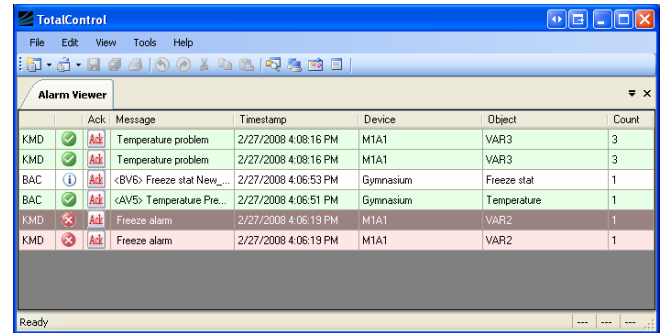 TotalControl
File Edit View Tools Help
Alarm Viewer
Ack Message Timestamp Device Object Count
KMD Ack Temperature problem 2/27/2008 4:08:16 PM M1A1 VAR3 3
KMD Ack Temperature problem 2/27/2008 4:08:16 PM M1A1 VAR3 3
BAC Ack <BV6> Freeze stat New_... 2/27/2008 4:06:53 PM Gymnasium Freeze stat 1
BAC Ack <AV5> Temperature Pre... 2/27/2008 4:06:51 PM Gymnasium Temperature 1
KMD Ack Freeze alarm 2/27/2008 4:06:19 PM M1A1 VAR2 1
KMD Ack Freeze alarm 2/27/2008 4:06:19 PM M1A1 VAR2 1
Ready --- --- ---